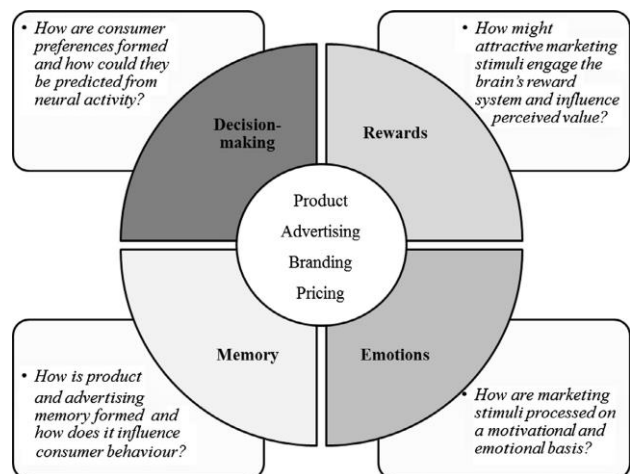 • How are consumer
preferences formed
and how could they
be predicted from
neural activity?
• How might
attractive marketing
stimuli engage the
brain's reward
system and influence
perceived value?
Decision-
making
Rewards
Product
Advertising
Branding
Pricing
Memory
Emotions
• How is product
and advertising
memory formed and
how does it influence
consumer behaviour?
• How are marketing
stimuli processed on
a motivational and
emotional basis?